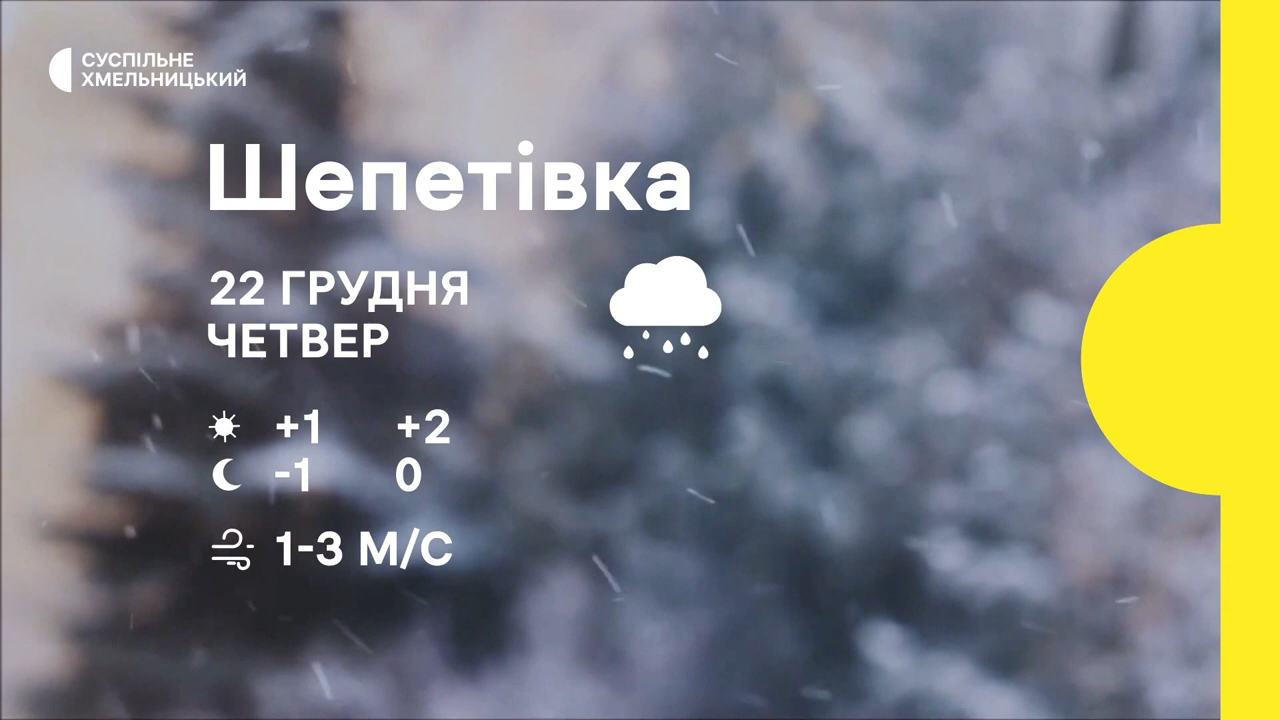 СУСПІЛЬНЕ
ХМЕЛЬНИЦЬКИЙ
Шепетівка
22 ГРУДНЯ
ЧЕТВЕР
+1 +2
-1 0
1-3 М/С